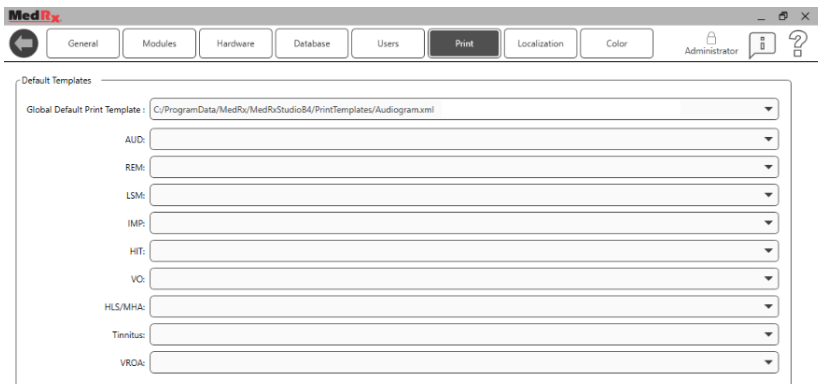 MedRx
General Modules Hardware Database Users Print Localization Color Administrator
Default Templates
Global Default Print Template : C:/ProgramData/MedRx/MedRxStudio84/PrintTemplates/Audiogram.xml
AUD:
REM:
LSM:
IMP:
HIT:
VO:
HLS/MHA:
Tinnitus:
VROA: